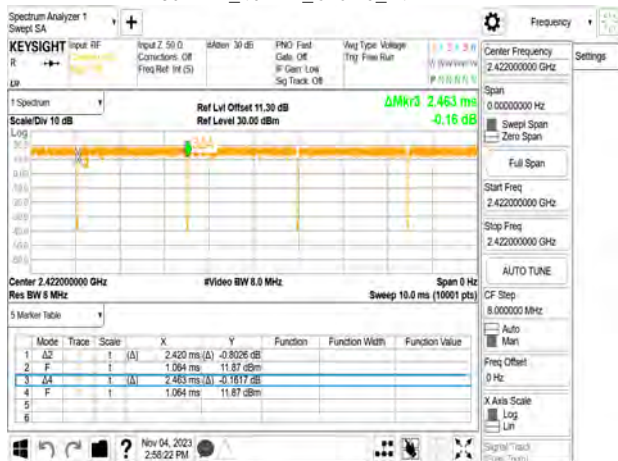 Spectrum Analyzer 1
Swept SA
Frequency
KEYSIGHT
R
Input: RF
Input Z: 50 Ω
Corrections: Off
Freq Ref: Int (S)
#Atten: 30 dB
PNO: Fast
Gate: Off
IF Gain: Low
Sig Track: Off
Avg Type: Voltage
Trig: Free Run
Center Frequency
2.422000000 GHz
Settings
Span
0.00000000 Hz
Swept Span
Zero Span
Full Span
Start Freq
2.422000000 GHz
Stop Freq
2.422000000 GHz
AUTO TUNE
CF Step
8.000000 MHz
Auto
Man
Freq Offset
0 Hz
X Axis Scale
Log
Lin
Signal Track
1 Spectrum
Scale/Div 10 dB
Ref Lvl Offset 11.30 dB
Ref Level 30.00 dBm
ΔMkr3 2.463 ms
-0.16 dB
Log
Center 2.422000000 GHz
Res BW 8 MHz
#Video BW 8.0 MHz
Span 0 Hz
Sweep 10.0 ms (10001 pts)
5 Marker Table
Mode Trace Scale X Y Function Function Width Function Value
1 Δ2 1 t (Δ) 2.420 ms (Δ) -0.8026 dB
2 F 1 t 1.064 ms 11.87 dBm
3 Δ4 1 t (Δ) 2.463 ms (Δ) -0.1617 dB
4 F 1 t 1.064 ms 11.87 dBm
5
6
?
Nov 04, 2023
2:58:22 PM